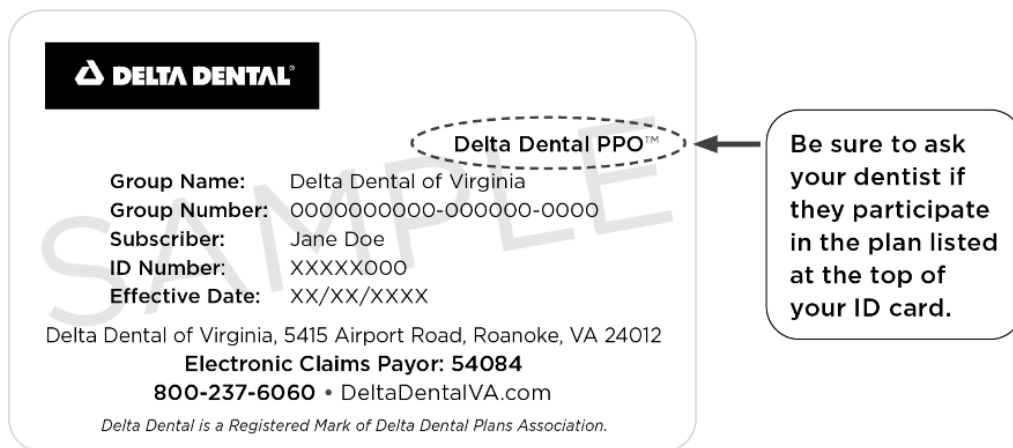 DELTA DENTAL®
Delta Dental PPO™
Group Name: Delta Dental of Virginia
Group Number: 0000000000-000000-0000
Subscriber: Jane Doe
ID Number: XXXXX000
Effective Date: XX/XX/XXXX
Delta Dental of Virginia, 5415 Airport Road, Roanoke, VA 24012
Electronic Claims Payor: 54084
800-237-6060 • DeltaDentalVA.com
Delta Dental is a Registered Mark of Delta Dental Plans Association.
SAMPLE
Be sure to ask
your dentist if
they participate
in the plan listed
at the top of
your ID card.